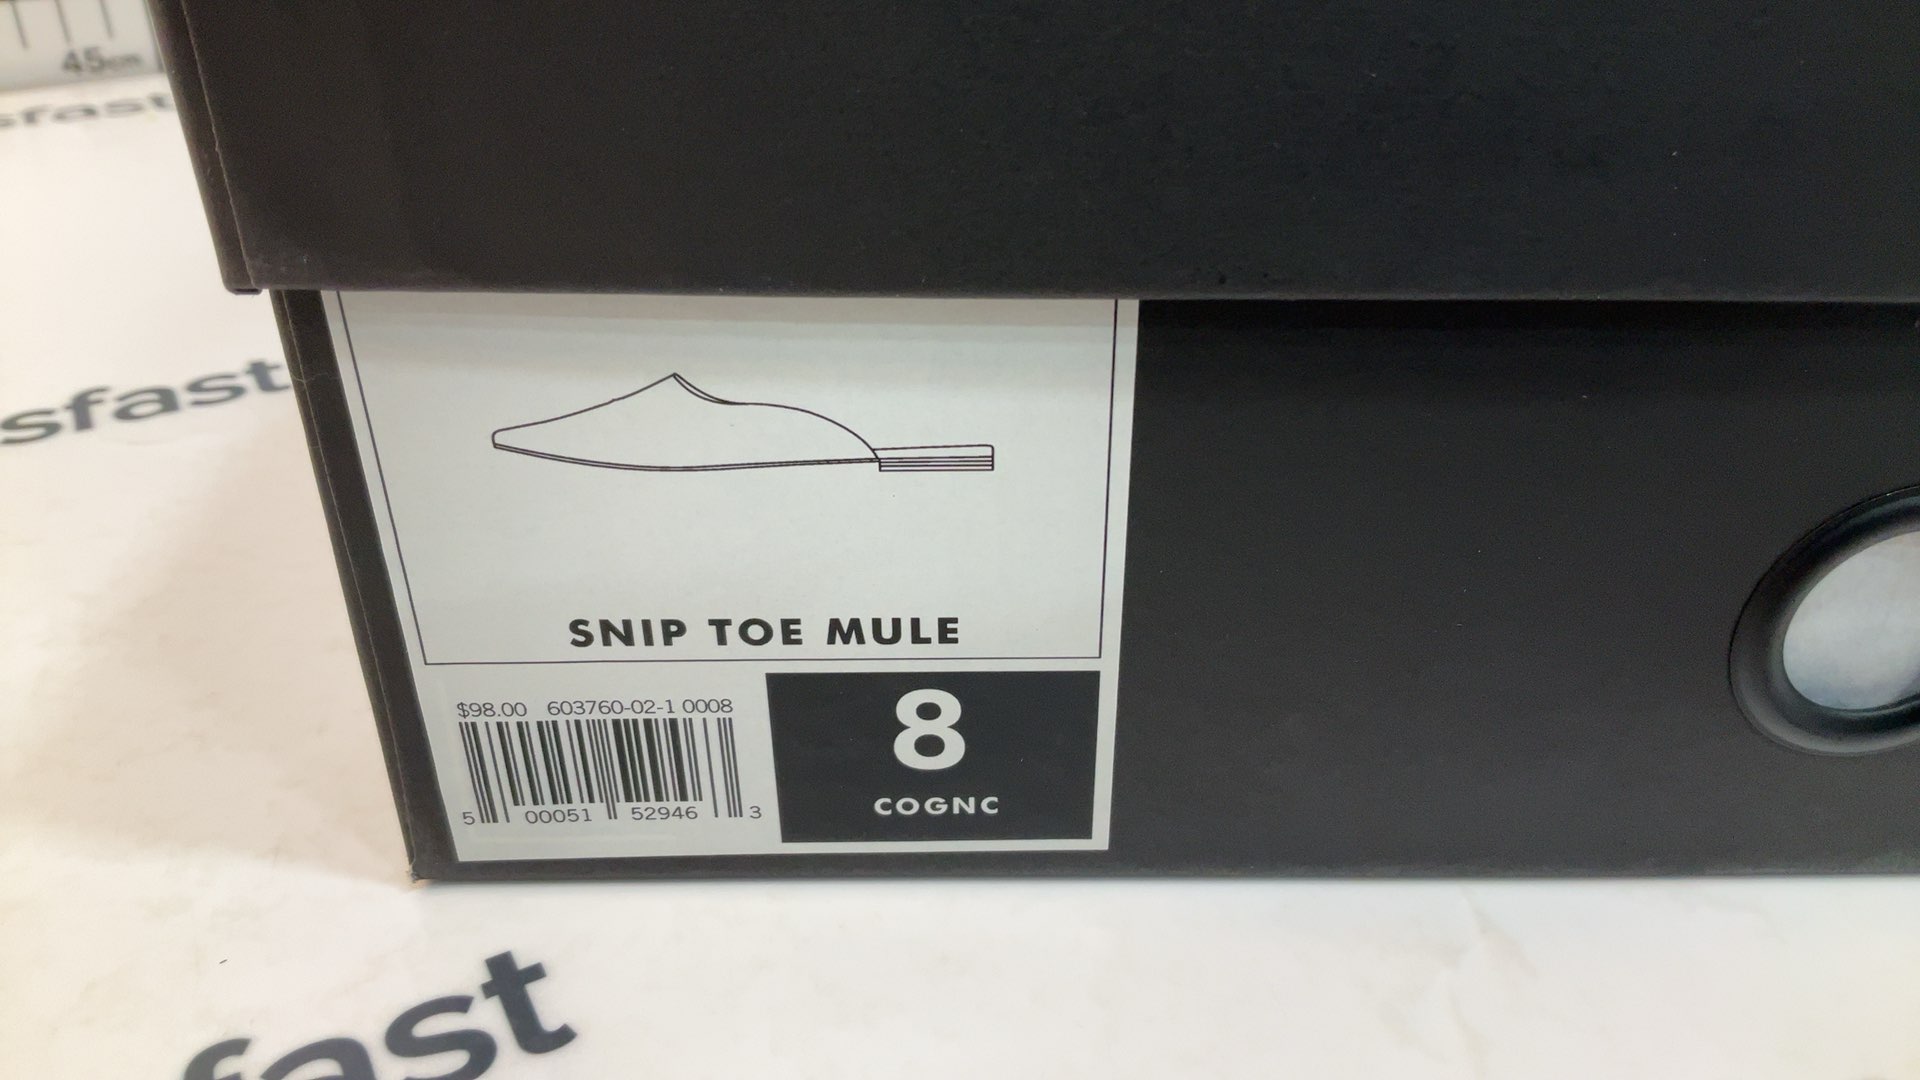 45cm
sfast
sfast
SNIP TOE MULE
$98.00 603760-02-1 0008
5 00051 52946 3
8
COGNC
fast